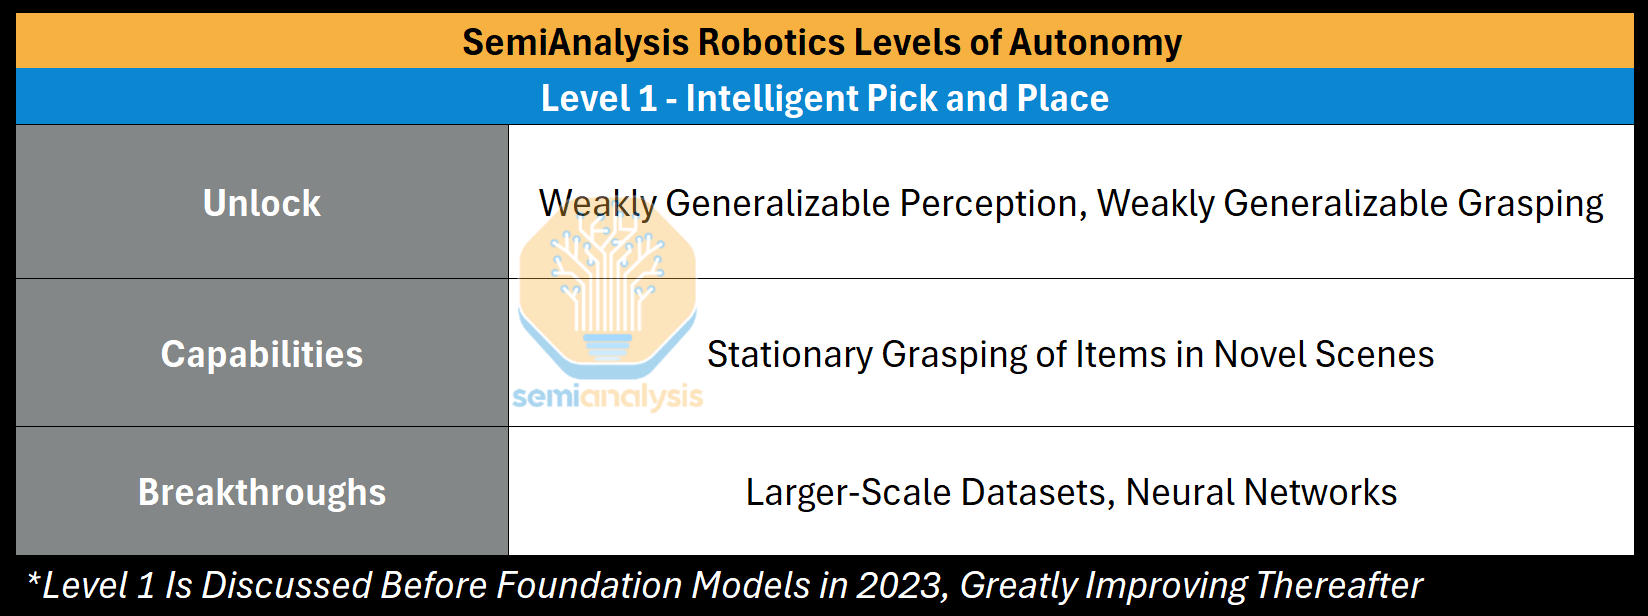 SemiAnalysis Robotics Levels of Autonomy
Level 1 - Intelligent Pick and Place
Unlock
Weakly Generalizable Perception, Weakly Generalizable Grasping
Capabilities
Stationary Grasping of Items in Novel Scenes
semianalysis
Breakthroughs
Larger-Scale Datasets, Neural Networks
*Level 1 Is Discussed Before Foundation Models in 2023, Greatly Improving Thereafter